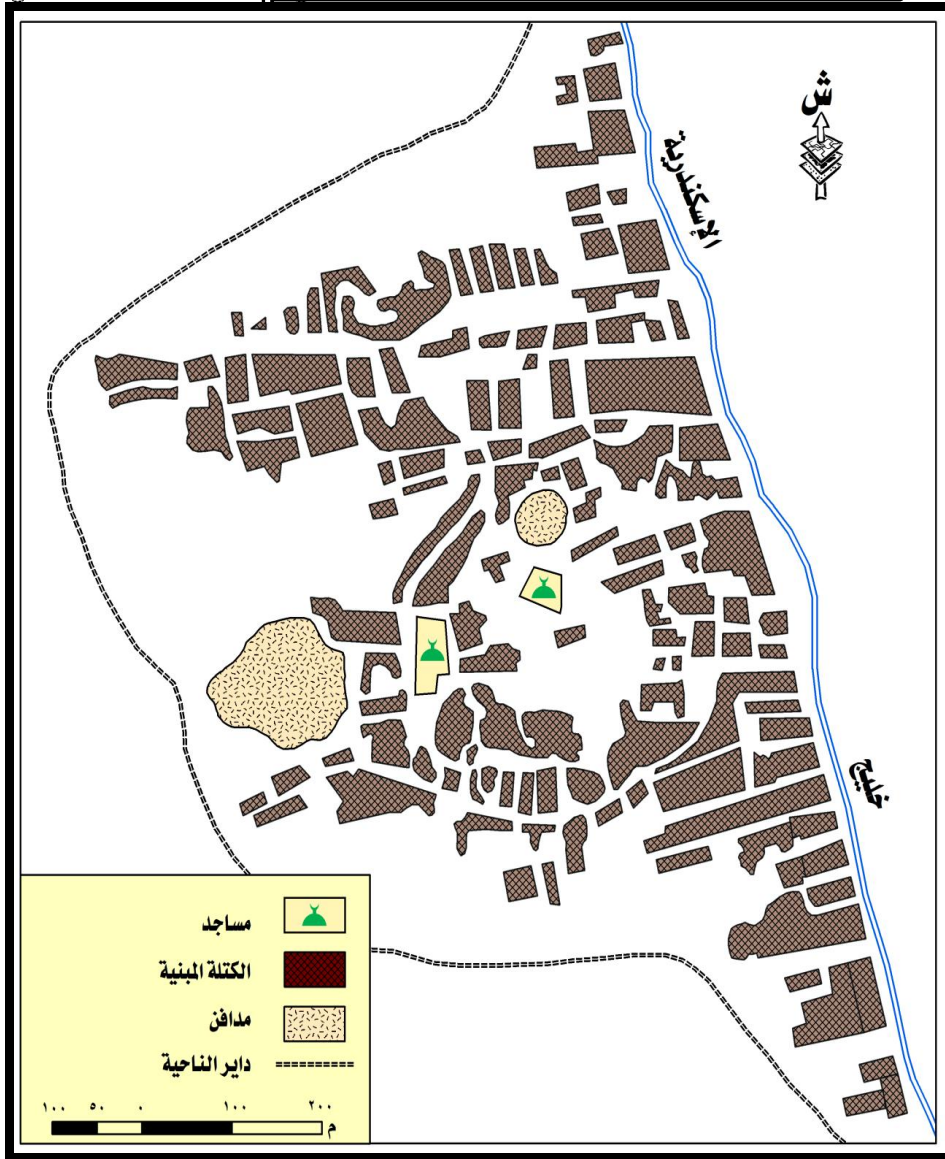 ش
الإسكندرية
خليج
مساجد
الكتلة المبنية
مدافن
داير الناحية
١٠٠ ٥٠ ٠ ١٠٠ ٢٠٠
م